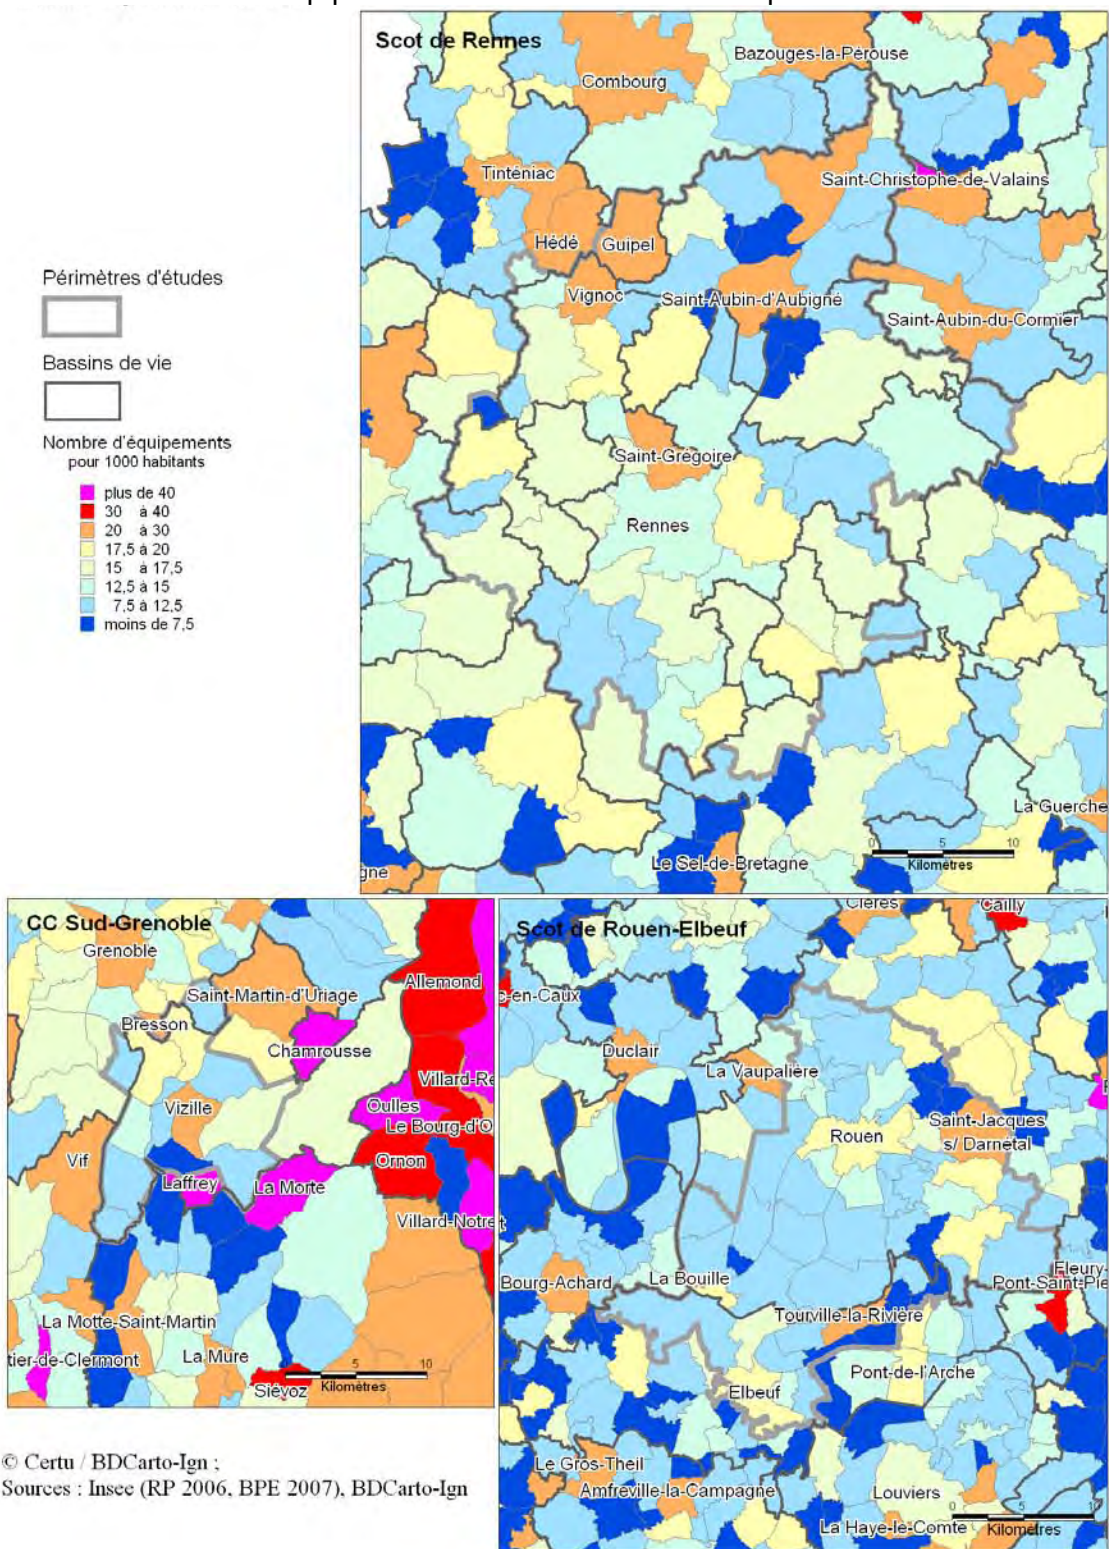 Scot de Rennes
Bazouges-la-Pérouse
Combourg
Tinténiac
Saint-Christophe-de-Valains
Hédé
Guipel
Vignoc
Saint-Aubin-d'Aubigné
Saint-Aubin-du-Cormier
Saint-Grégoire
Rennes
La Guerche
Le Sel-de-Bretagne
gne
0 5 10
Kilomètres
Périmètres d'études
Bassins de vie
Nombre d'équipements
pour 1000 habitants
plus de 40
30 à 40
20 à 30
17,5 à 20
15 à 17,5
12,5 à 15
7,5 à 12,5
moins de 7,5
CC Sud-Grenoble
Grenoble
Allemond
Saint-Martin-d'Uriage
Bresson
Chamrousse
Villard-Re
Vizille
Oulles
Le Bourg-d'O
Vif
Ornon
Laffrey
La Morte
Villard-Notre
La Motte-Saint-Martin
tier-de-Clermont
La Mure
Siévoz
5 10
Kilomètres
Scot de Rouen-Elbeuf
Clères
Cailly
c-en-Caux
Duclair
La Vaupalière
Rouen
Saint-Jacques
s/ Darnétal
Bourg-Achard
La Bouille
Fleury-
Pont-Saint-Pie
Tourville-la-Rivière
Pont-de-l'Arche
Elbeuf
Le Gros-Theil
Amfreville-la-Campagne
Louviers
La Haye-le-Comte
0 5
Kilomètres
© Certu / BDCarto-Ign ;
Sources : Insee (RP 2006, BPE 2007), BDCarto-Ign